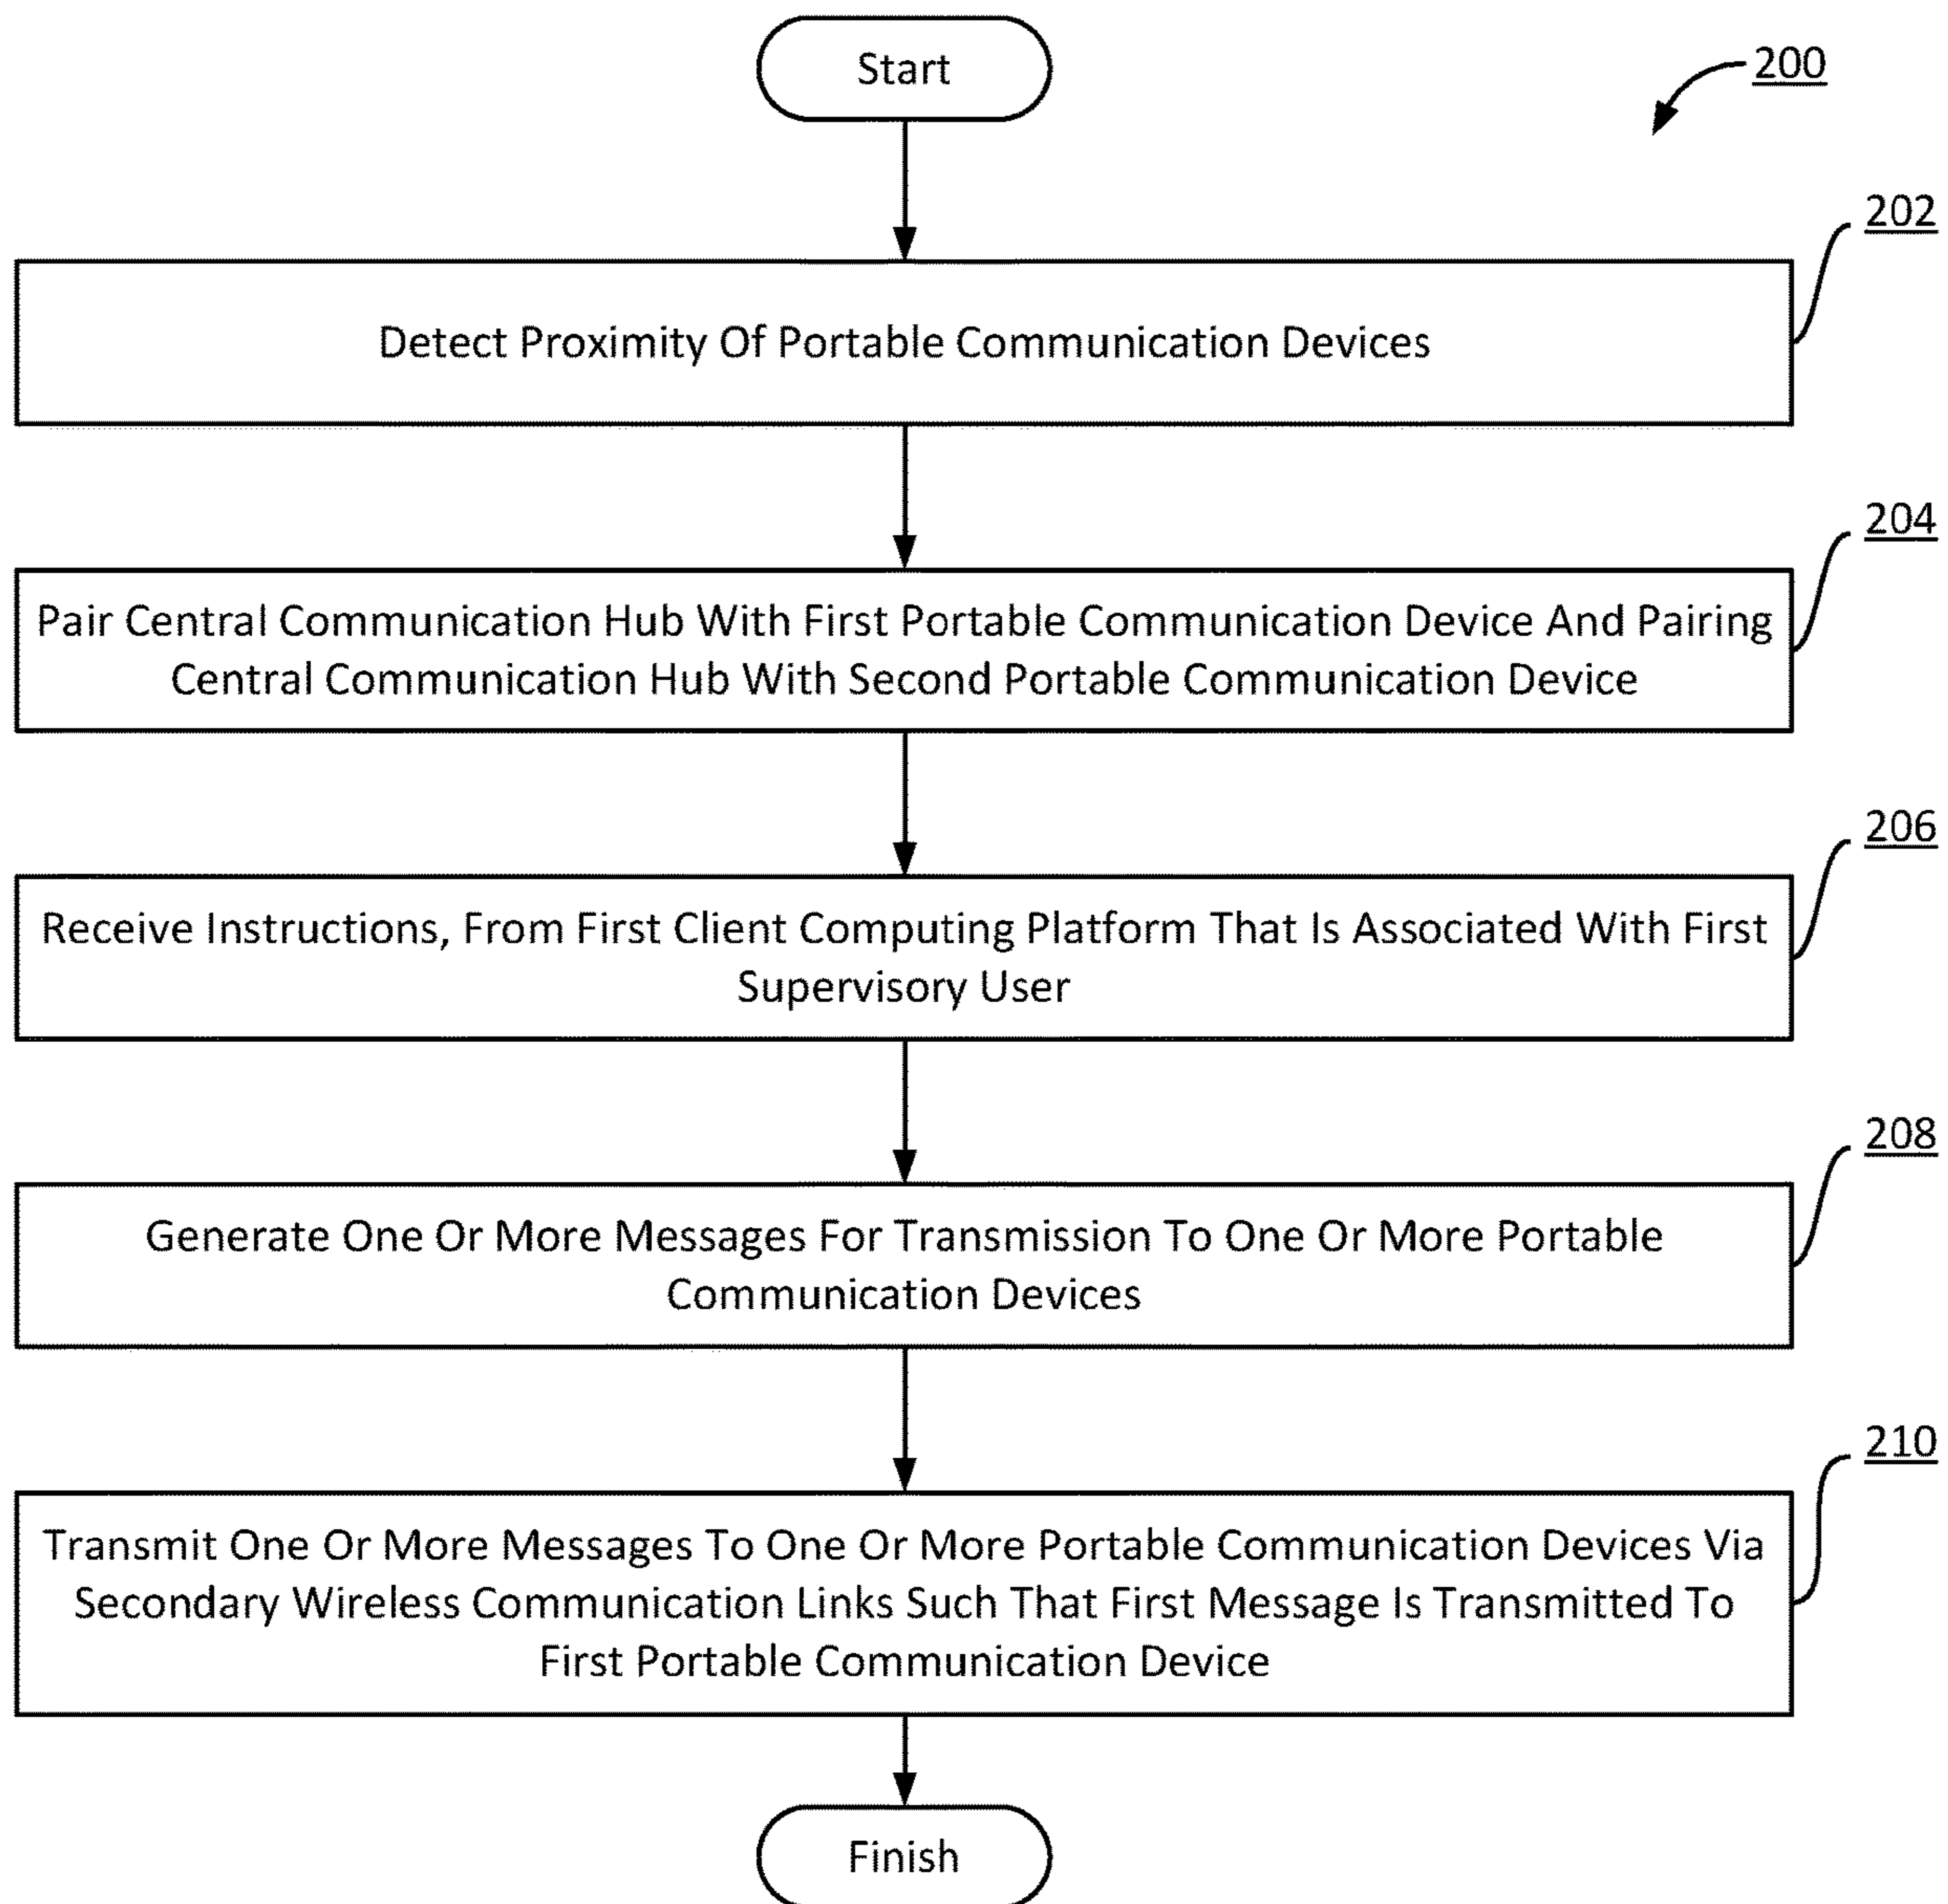 Start
200
202
Detect Proximity Of Portable Communication Devices
204
Pair Central Communication Hub With First Portable Communication Device And Pairing
Central Communication Hub With Second Portable Communication Device
206
Receive Instructions, From First Client Computing Platform That Is Associated With First
Supervisory User
208
Generate One Or More Messages For Transmission To One Or More Portable
Communication Devices
210
Transmit One Or More Messages To One Or More Portable Communication Devices Via
Secondary Wireless Communication Links Such That First Message Is Transmitted To
First Portable Communication Device
Finish